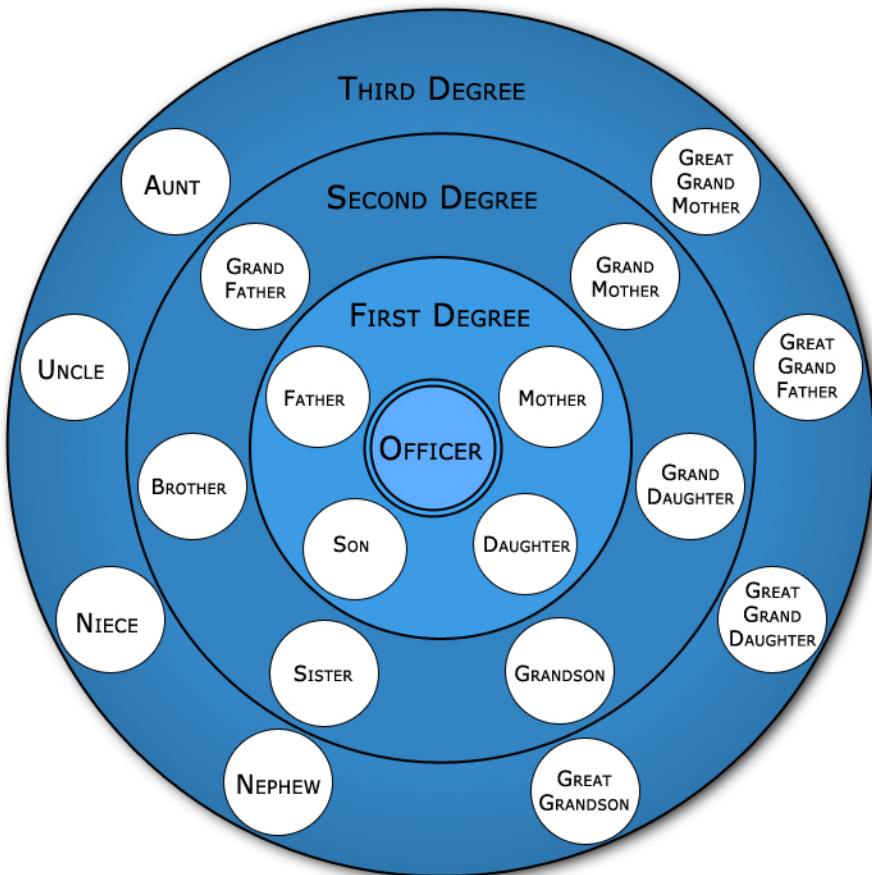 Third Degree
Aunt
Great
Grand
Mother
Second Degree
Grand
Father
Grand
Mother
First Degree
Uncle
Great
Grand
Father
Father
Mother
Officer
Brother
Grand
Daughter
Son
Daughter
Niece
Great
Grand
Daughter
Sister
Grandson
Nephew
Great
Grandson